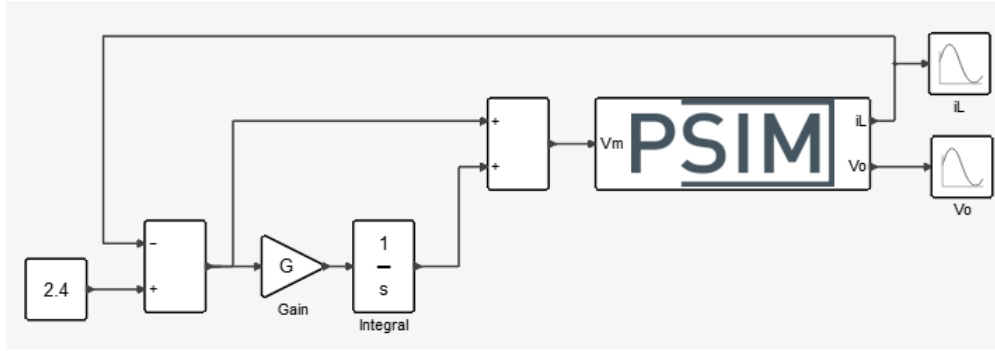 iL
+
+
Vm
PSIM
iL
Vo
Vo
−
+
2.4
G
Gain
1
s
Integral